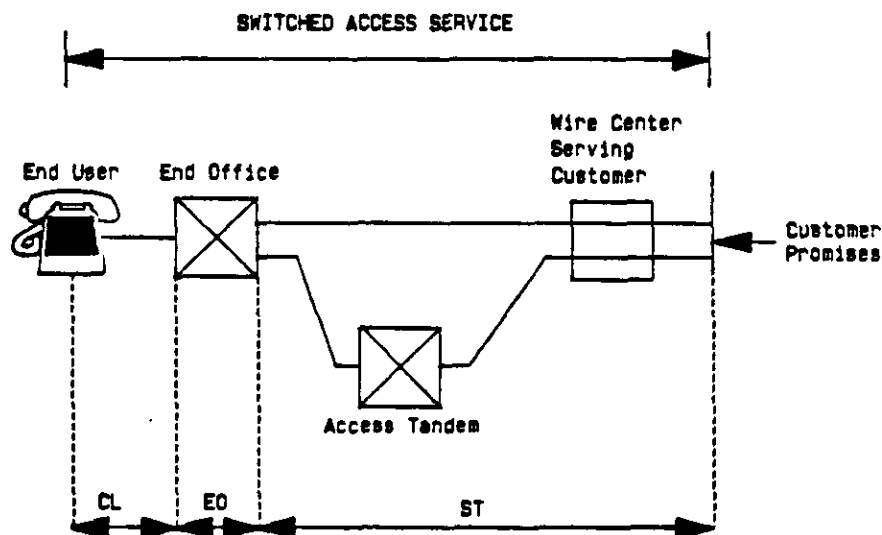 SWITCHED ACCESS SERVICE
Wire Center
Serving
Customer
End User
End Office
Customer
Promises
Access Tandem
CL
EO
ST